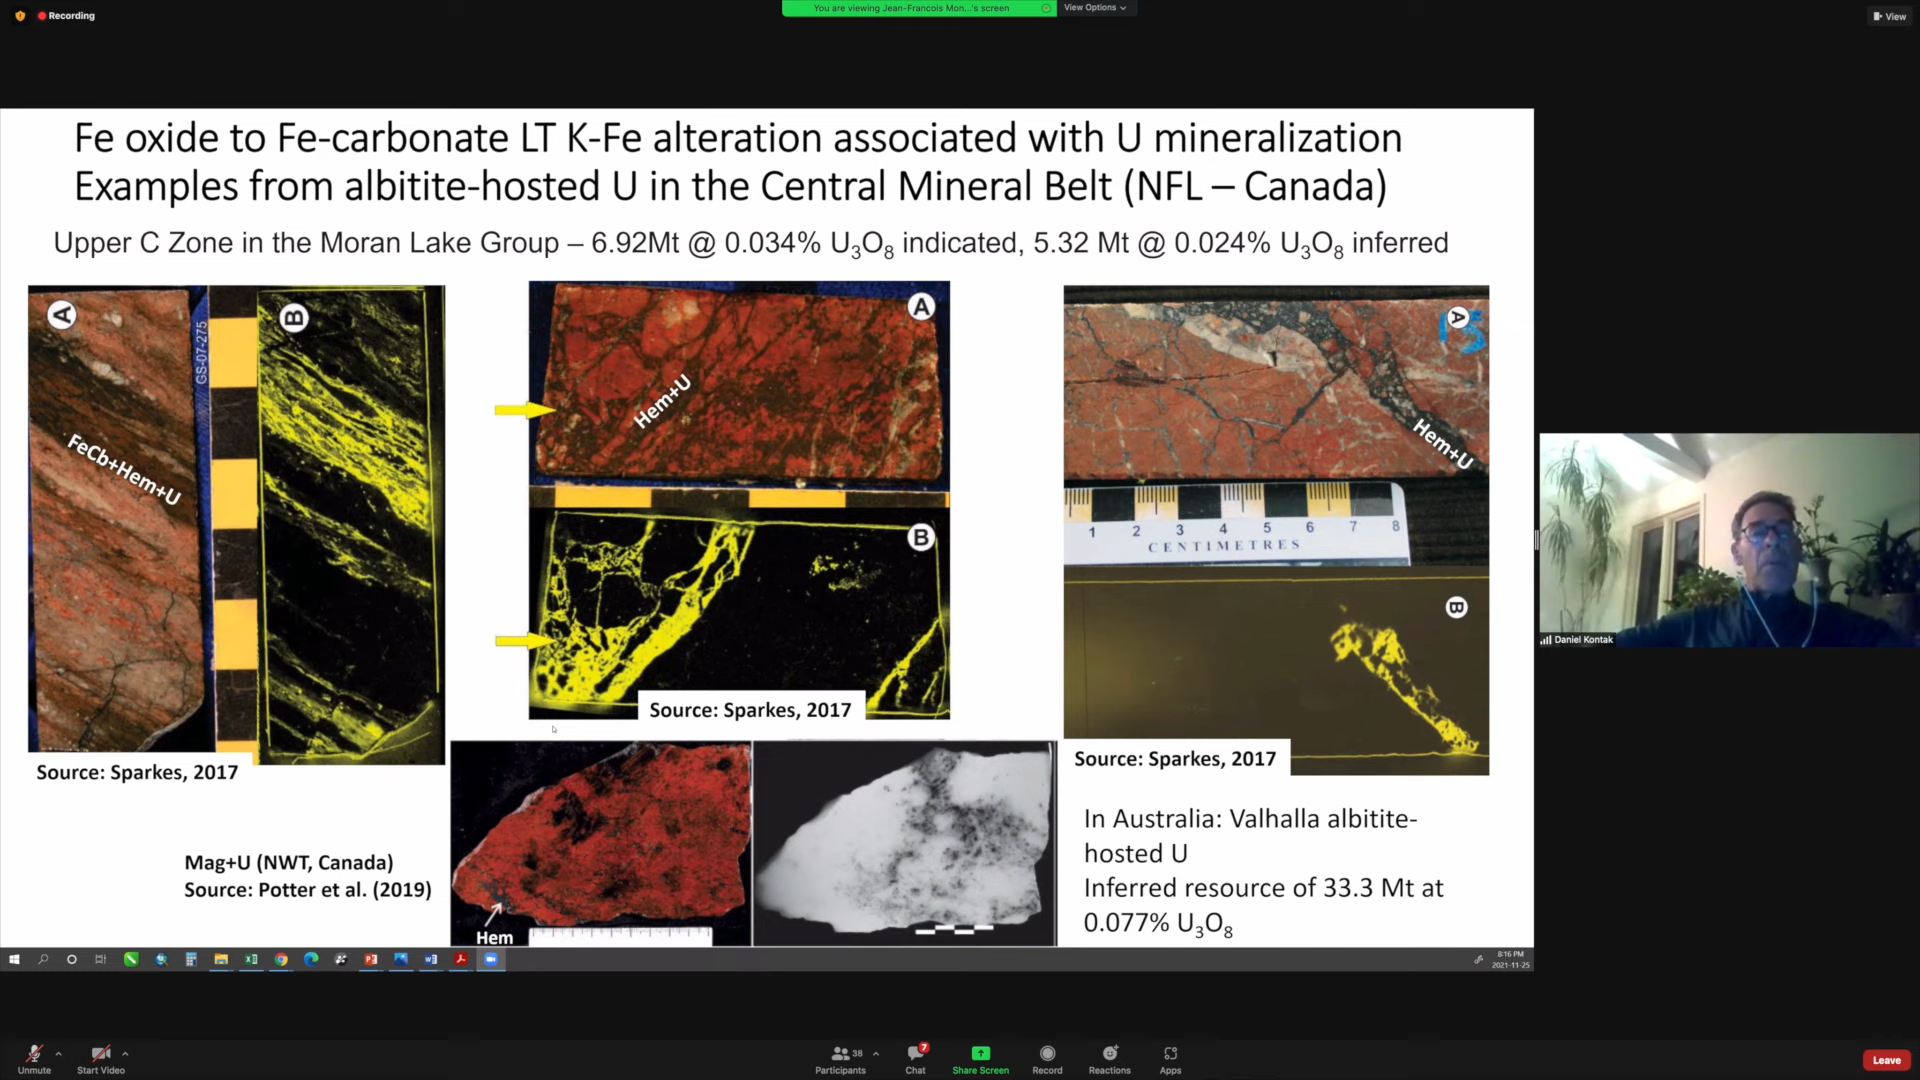 Recording
You are viewing Jean-Francois Mon...'s screen
View Options
View
Fe oxide to Fe-carbonate LT K-Fe alteration associated with U mineralization
Examples from albitite-hosted U in the Central Mineral Belt (NFL – Canada)
Upper C Zone in the Moran Lake Group – 6.92Mt @ 0.034% U3O8 indicated, 5.32 Mt @ 0.024% U3O8 inferred
A
GS-07-275
B
FeCb+Hem+U
Source: Sparkes, 2017
A
Hem+U
B
Source: Sparkes, 2017
A
15
Hem+U
1 2 3 4 5 6 7 8
CENTIMETRES
B
Source: Sparkes, 2017
Mag+U (NWT, Canada)
Source: Potter et al. (2019)
Hem
In Australia: Valhalla albitite-
hosted U
Inferred resource of 33.3 Mt at
0.077% U3O8
Daniel Kontak
8:16 PM
2021-11-25
Unmute
Start Video
38
Participants
7
Chat
Share Screen
Record
Reactions
Apps
Leave